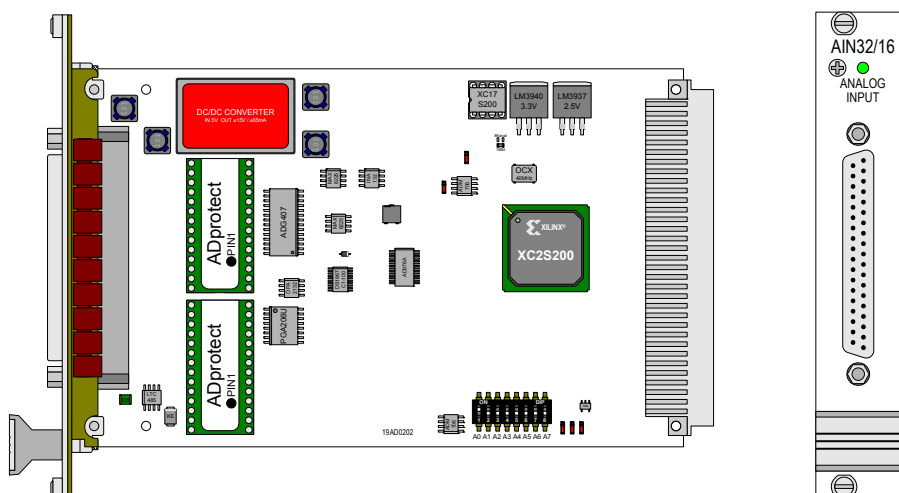 AIN32/16
ANALOG
INPUT
DC/DC CONVERTER
IN 5V OUT ±15V / ±85mA
XC17
S200
LM3940
3.3V
LM3937
2.5V
OCX
40MHz
ADprotect
PIN1
ADG407
XILINX®
XC2S200
PGA206U
ADprotect
PIN1
LTC
485
KE
19AD0202
ON DIP
A0 A1 A2 A3 A4 A5 A6 A7